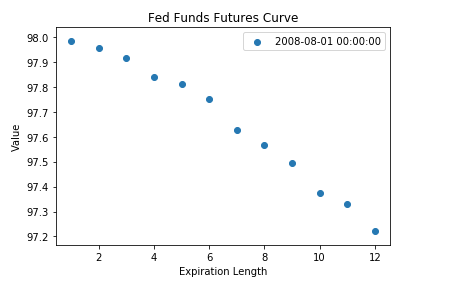 Fed Funds Futures Curve
2008-08-01 00:00:00
98.0
97.9
97.8
97.7
97.6
97.5
97.4
97.3
97.2
Value
2 4 6 8 10 12
Expiration Length